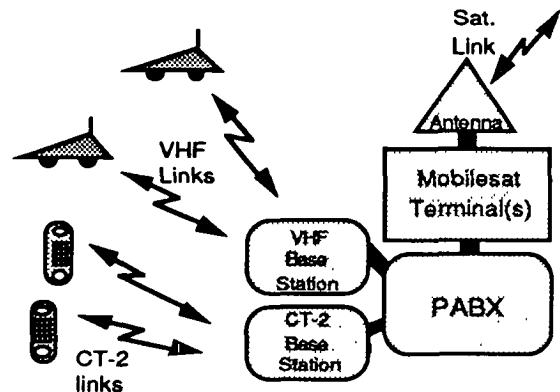 Sat.
Link
Antenna
Mobilesat
Terminal(s)
VHF
Links
VHF
Base
Station
PABX
CT-2
Base
Station
CT-2
links